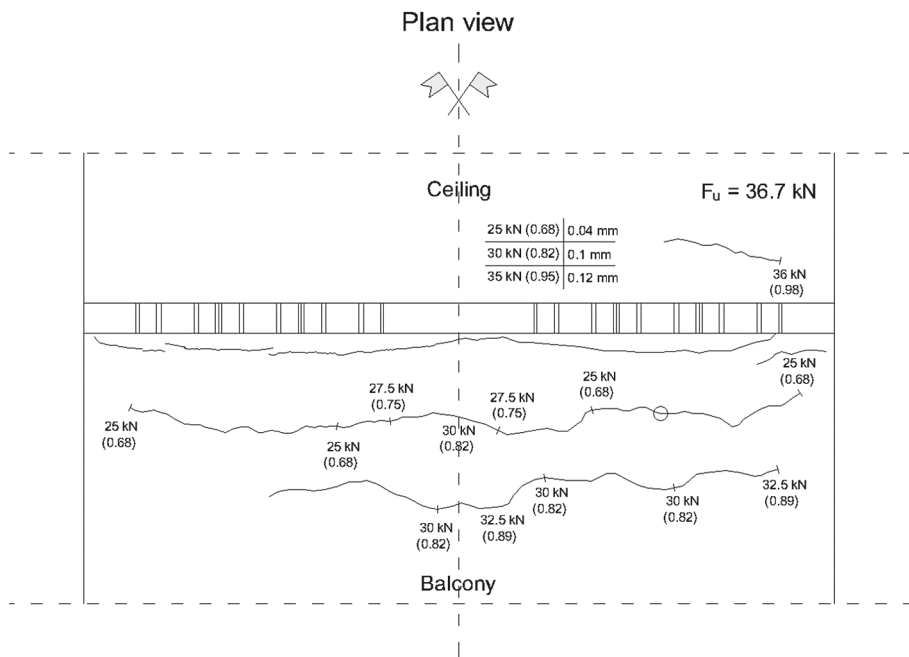 Plan view
Ceiling
F_u = 36.7 kN
25 kN (0.68) 0.04 mm
30 kN (0.82) 0.1 mm
35 kN (0.95) 0.12 mm
36 kN
(0.98)
25 kN
(0.68)
25 kN
(0.68)
27.5 kN
(0.75)
27.5 kN
(0.75)
25 kN
(0.68)
30 kN
(0.82)
25 kN
(0.68)
30 kN
(0.82)
32.5 kN
(0.89)
30 kN
(0.82)
30 kN
(0.82)
32.5 kN
(0.89)
Balcony